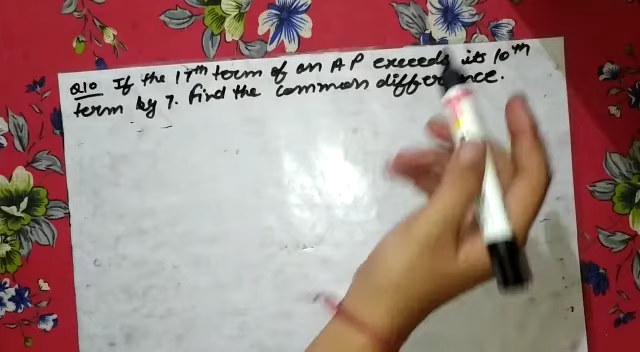 Q10 If the 17th term of an A P exceeds its 10th
term by 7. Find the common difference.